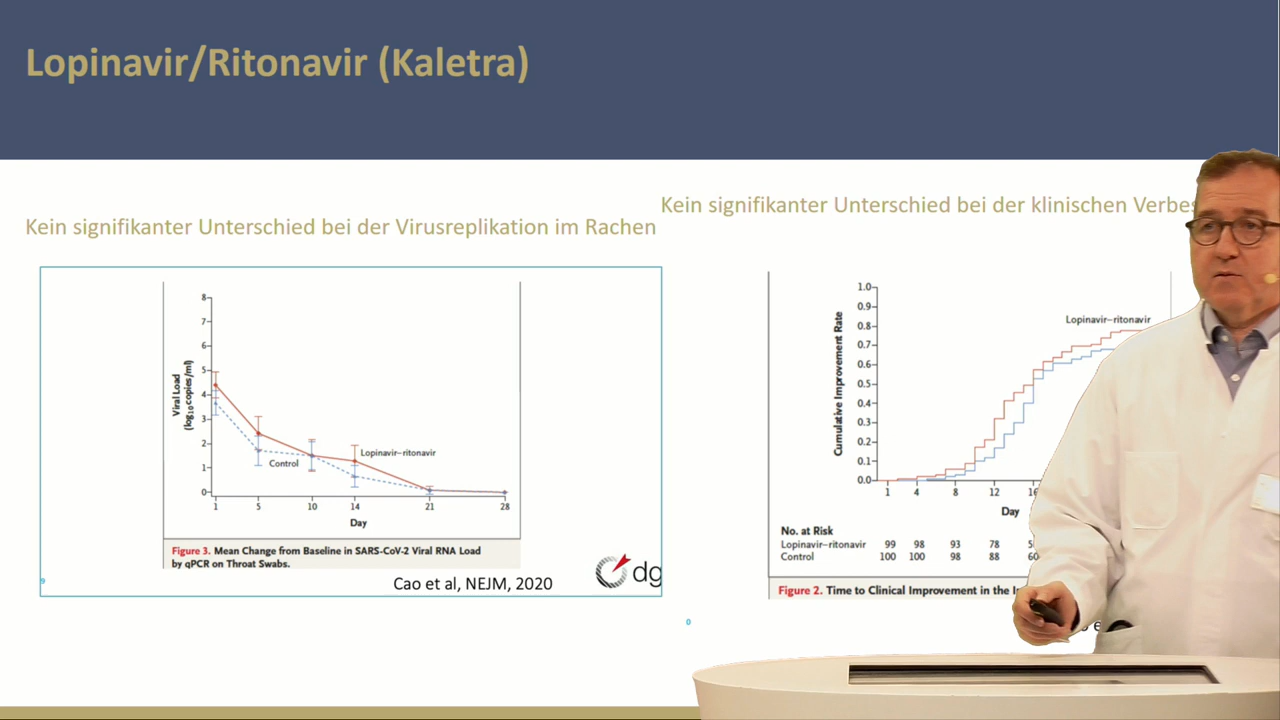 Lopinavir/Ritonavir (Kaletra)
Kein signifikanter Unterschied bei der Virusreplikation im Rachen
8
7
6
5
4
3
2
1
0
Viral Load
(log10copies/ml)
Lopinavir–ritonavir
Control
1 5 10 14 21 28
Day
Figure 3. Mean Change from Baseline in SARS-CoV-2 Viral RNA Load
by qPCR on Throat Swabs.
Cao et al, NEJM, 2020
dg
9
Kein signifikanter Unterschied bei der klinischen
1.0
0.9
0.8
0.7
0.6
0.5
0.4
0.3
0.2
0.1
0.0
Cumulative Improvement Rate
Lopinavir–ritonavir
1 4 8 12 16
Day
No. at Risk
Lopinavir–ritonavir 99 98 93 78
Control 100 100 98 88
Figure 2. Time to Clinical Improvement in the
0